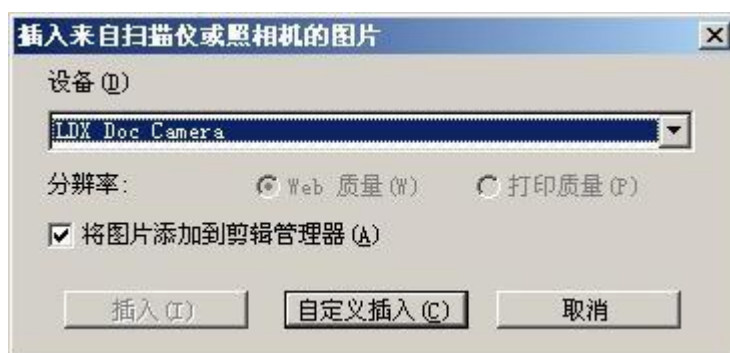 插入来自扫描仪或照相机的图片
设备(D)
LDX Doc Camera
分辨率: Web 质量(W) 打印质量(P)
将图片添加到剪辑管理器(A)
插入(I) 自定义插入(C) 取消